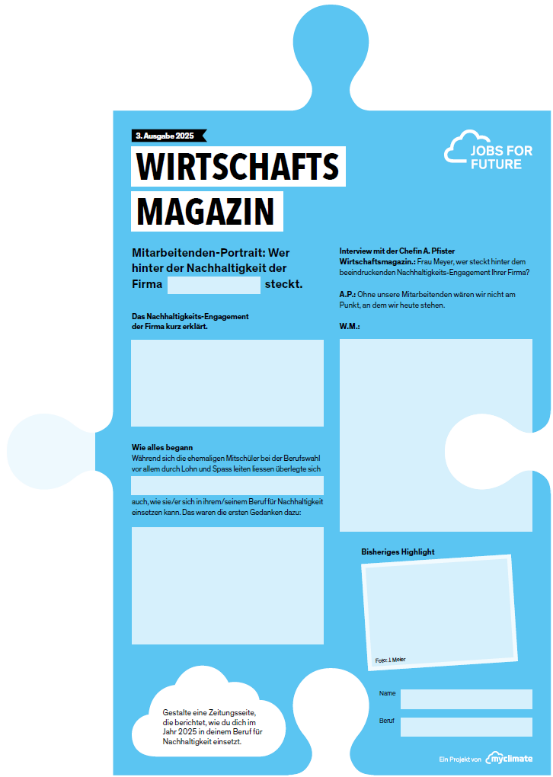 3. Ausgabe 2025
WIRTSCHAFTS
MAGAZIN
JOBS FOR
FUTURE
Mitarbeitenden-Portrait: Wer
hinter der Nachhaltigkeit der
Firma steckt.
Das Nachhaltigkeits-Engagement
der Firma kurz erklärt.
Wie alles begann
Während sich die ehemaligen Mitschüler bei der Berufswahl
vor allem durch Lohn und Spass leiten liessen überlegte sich
auch, wie sie/er sich in ihrem/seinem Beruf für Nachhaltigkeit
einsetzen kann. Das waren die ersten Gedanken dazu:
Interview mit der Chefin A. Pfister
Wirtschaftsmagazin.: Frau Meyer, wer steckt hinter dem
beeindruckenden Nachhaltigkeits-Engagement Ihrer Firma?
A.P.: Ohne unsere Mitarbeitenden wären wir nicht am
Punkt, an dem wir heute stehen.
W.M.:
Bisheriges Highlight
Foto: J. Meier
Name
Beruf
Gestalte eine Zeitungsseite,
die berichtet, wie du dich im
Jahr 2025 in deinem Beruf für
Nachhaltigkeit einsetzt.
Ein Projekt von myclimate